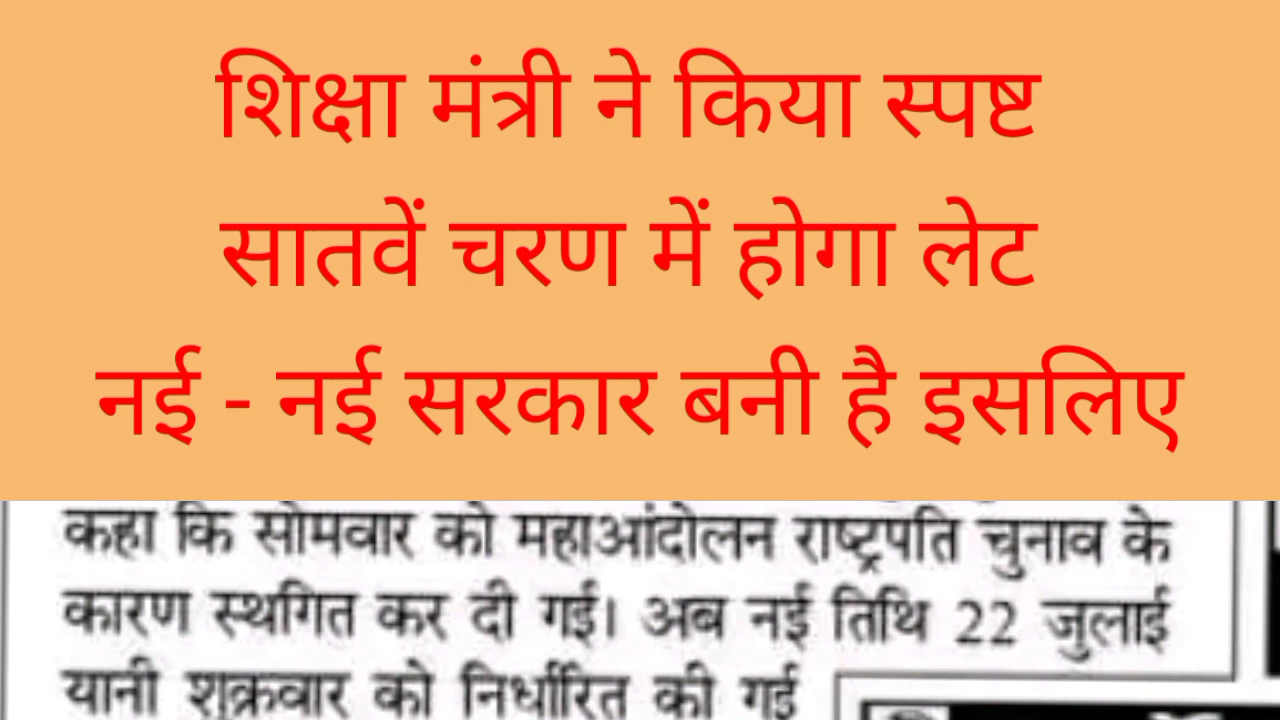 शिक्षा मंत्री ने किया स्पष्ट
सातवें चरण में होगा लेट
नई - नई सरकार बनी है इसलिए
कहा कि सोमवार को महाआंदोलन राष्ट्रपति चुनाव के
कारण स्थगित कर दी गई। अब नई तिथि 22 जुलाई
यानी शुक्रवार को निर्धारित की गई